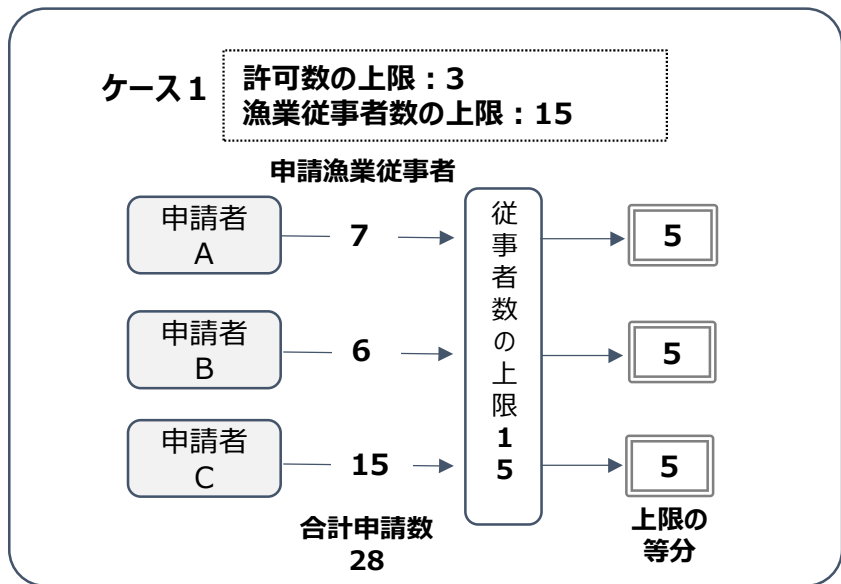 ケース１
許可数の上限：3
漁業従事者数の上限：15
申請漁業従事者
申請者
A
7
5
申請者
B
6
5
申請者
C
15
5
従事者数の上限15
合計申請数
28
上限の
等分